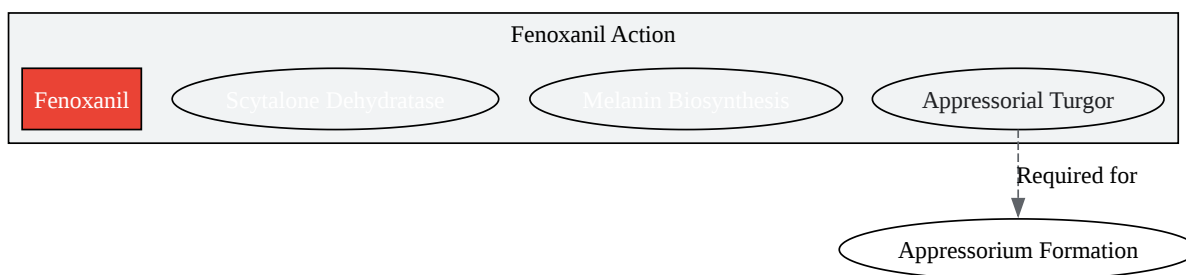 Fenoxanil Action
Fenoxanil
Scytalone Dehydratase
Melanin Biosynthesis
Appressorial Turgor
Required for
Appressorium Formation